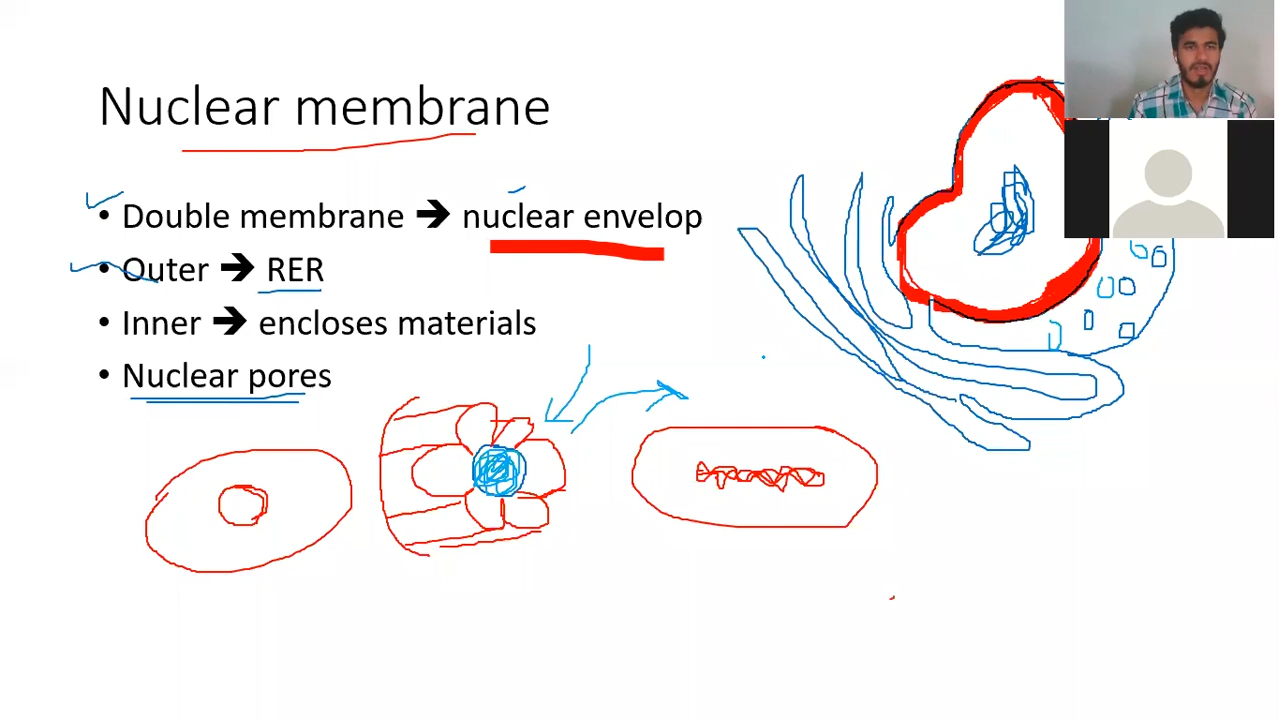 Nuclear membrane
• Double membrane → nuclear envelop
• Outer → RER
• Inner → encloses materials
• Nuclear pores